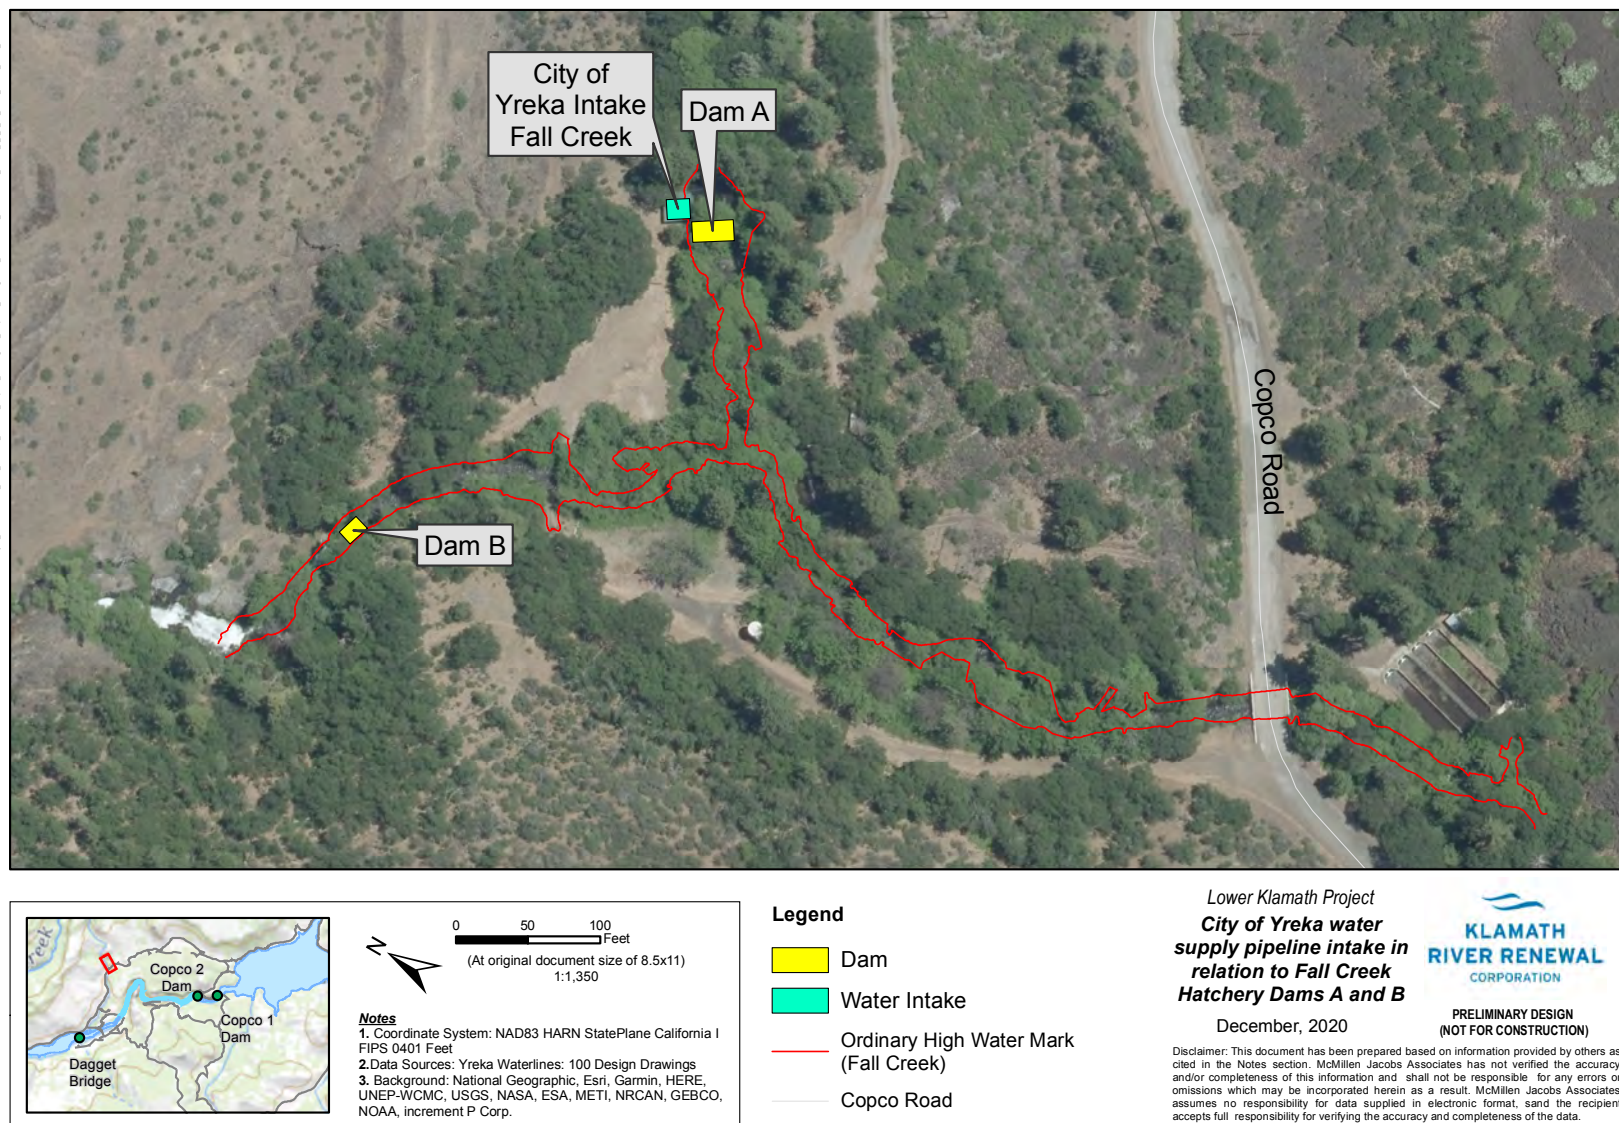 City of
Yreka Intake
Fall Creek
Dam A
Dam B
Copco Road
Copco 2
Dam
Copco 1
Dam
Dagget
Bridge
N
0 50 100
Feet
(At original document size of 8.5x11)
1:1,350
Notes
1. Coordinate System: NAD83 HARN StatePlane California I
FIPS 0401 Feet
2.Data Sources: Yreka Waterlines: 100 Design Drawings
3. Background: National Geographic, Esri, Garmin, HERE,
UNEP-WCMC, USGS, NASA, ESA, METI, NRCAN, GEBCO,
NOAA, increment P Corp.
Legend
Dam
Water Intake
Ordinary High Water Mark
(Fall Creek)
Copco Road
Lower Klamath Project
City of Yreka water
supply pipeline intake in
relation to Fall Creek
Hatchery Dams A and B
December, 2020
KLAMATH
RIVER RENEWAL
CORPORATION
PRELIMINARY DESIGN
(NOT FOR CONSTRUCTION)
Disclaimer: This document has been prepared based on information provided by others as
cited in the Notes section. McMillen Jacobs Associates has not verified the accuracy
and/or completeness of this information and shall not be responsible for any errors or
omissions which may be incorporated herein as a result. McMillen Jacobs Associates
assumes no responsibility for data supplied in electronic format, sand the recipient
accepts full responsibility for verifying the accuracy and completeness of the data.